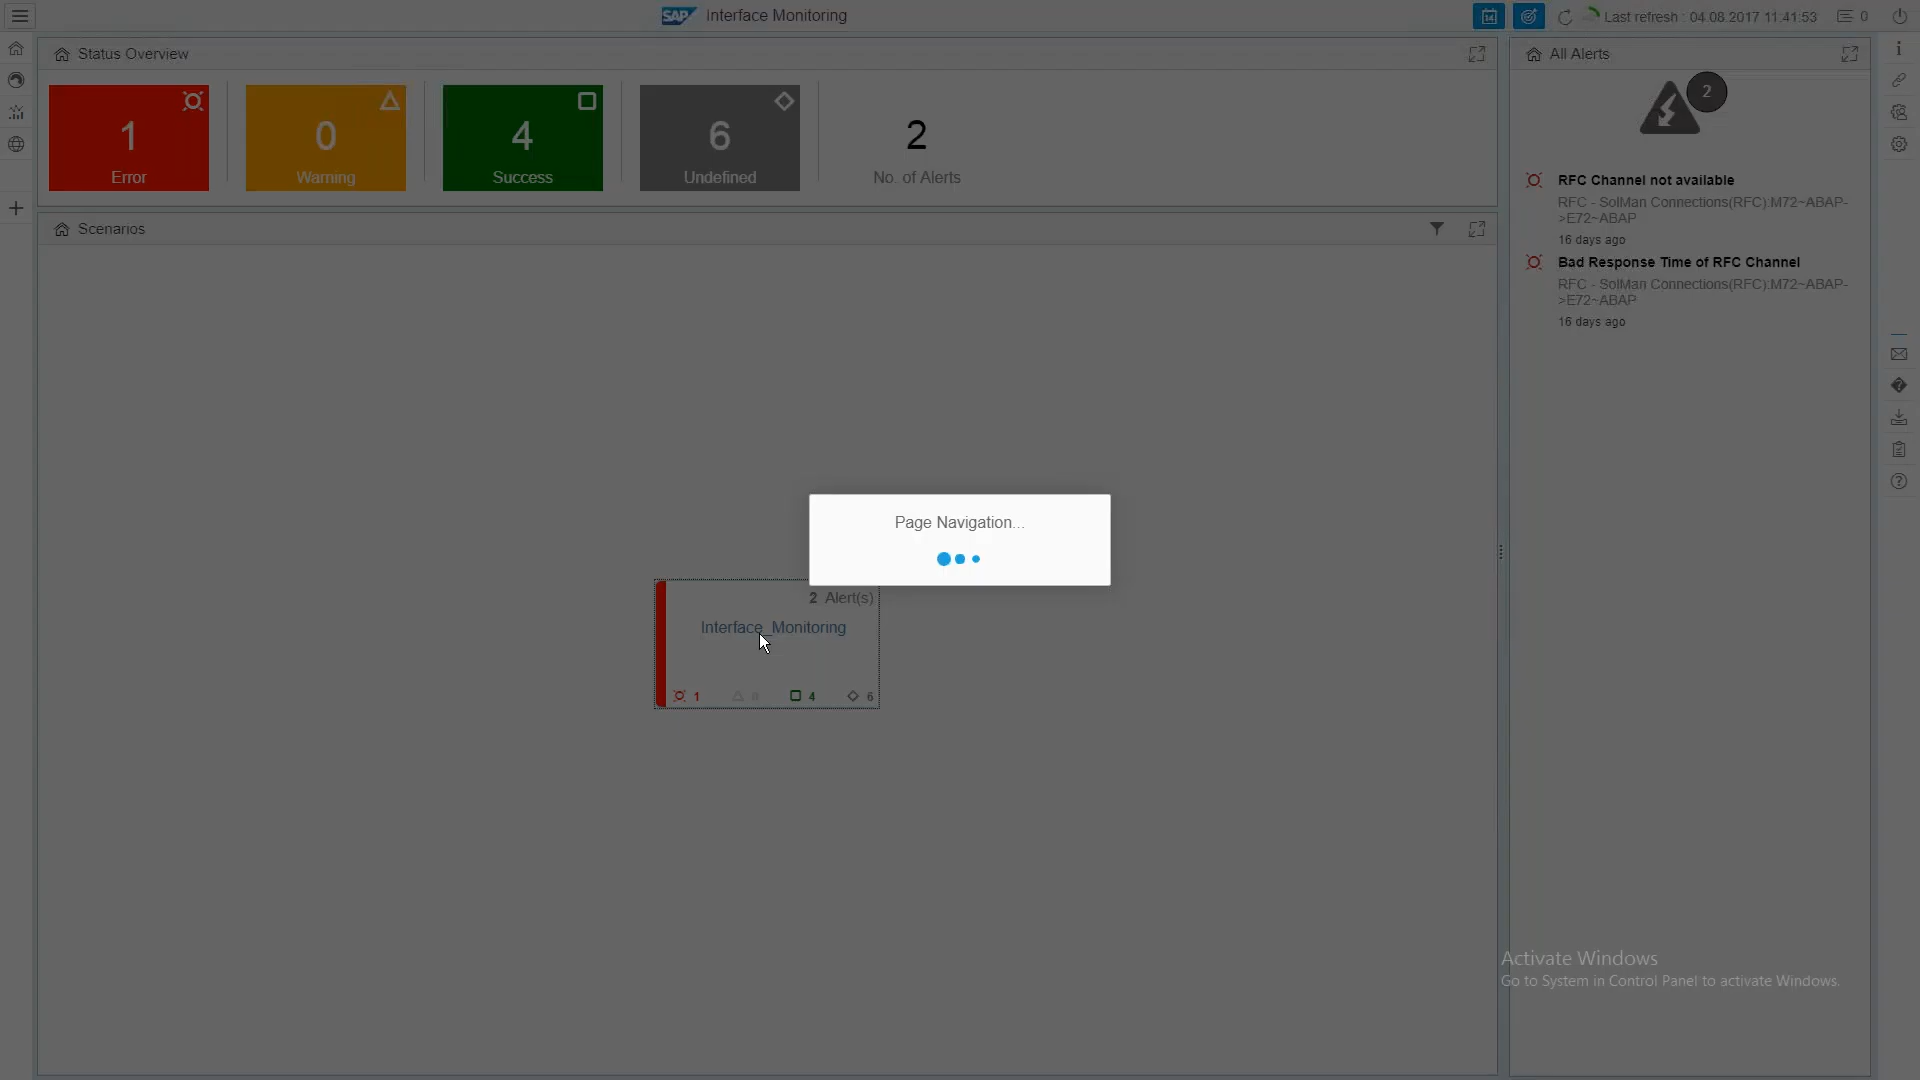 SAP Interface Monitoring
14
Last refresh : 04.08.2017 11:41:53
0
Status Overview
1
Error
0
Warning
4
Success
6
Undefined
2
No. of Alerts
Scenarios
Page Navigation...
2 Alert(s)
Interface_Monitoring
1
0
4
6
All Alerts
2
RFC Channel not available
RFC - SolMan Connections(RFC):M72~ABAP-
>E72~ABAP
16 days ago
Bad Response Time of RFC Channel
RFC - SolMan Connections(RFC):M72~ABAP-
>E72~ABAP
16 days ago
Activate Windows
Go to System in Control Panel to activate Windows.